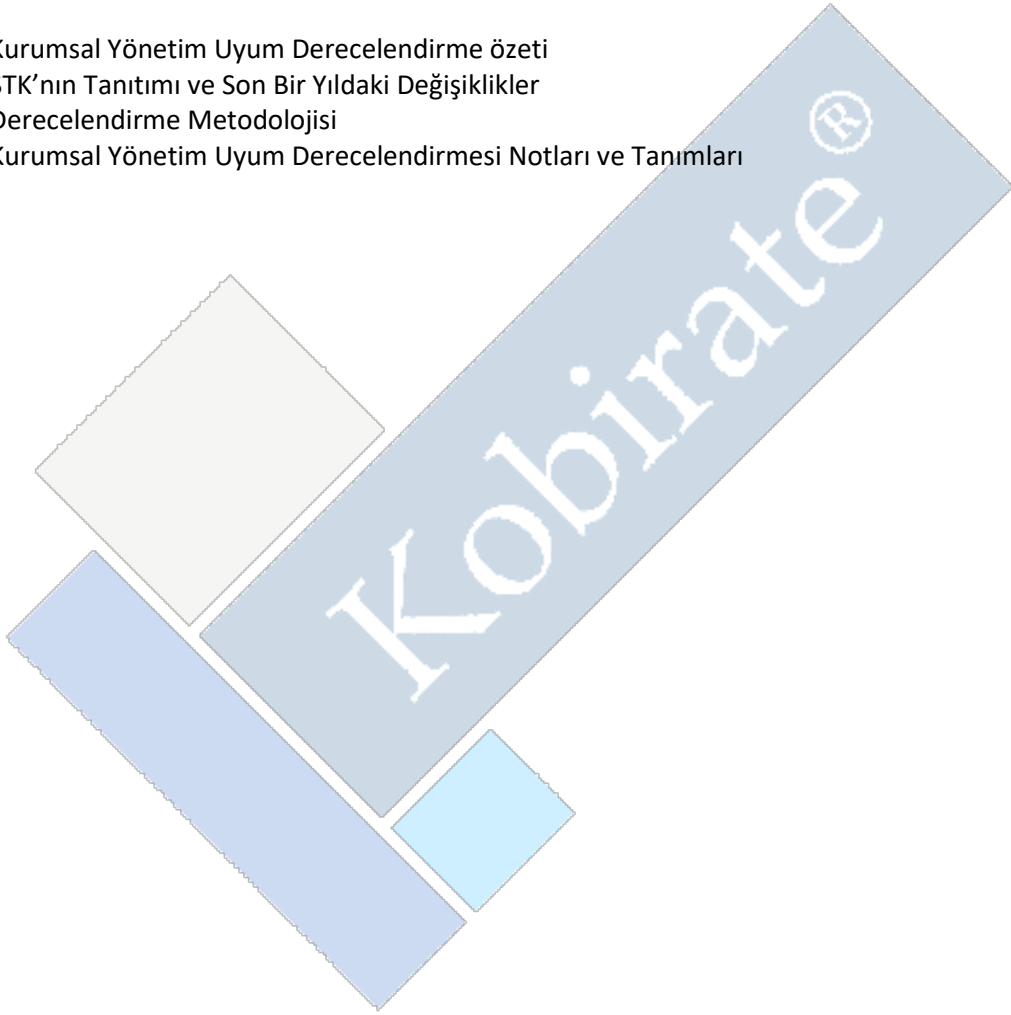 Kurumsal Yönetim Uyum Derecelendirme özeti
STK’nın Tanıtımı ve Son Bir Yıldaki Değişiklikler
Derecelendirme Metodolojisi
Kurumsal Yönetim Uyum Derecelendirmesi Notları ve Tanımları
Kobirate®